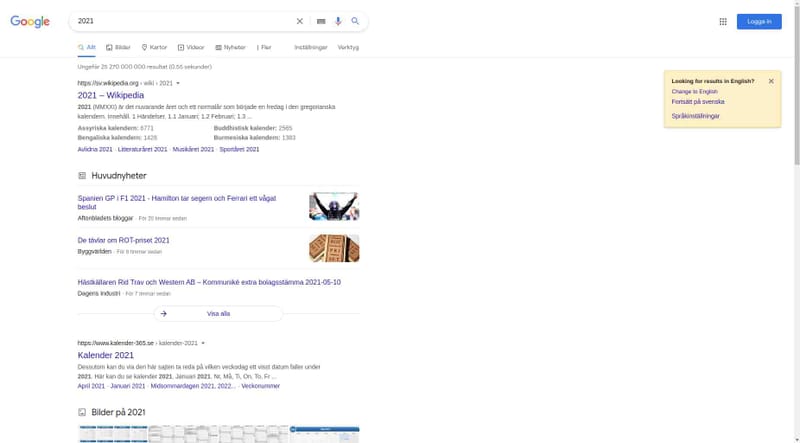 Google
2021
Logga in
Allt
Bilder
Kartor
Videor
Nyheter
Fler
Inställningar
Verktyg
Ungefär 25 270 000 000 resultat (0,55 sekunder)
https://sv.wikipedia.org › wiki › 2021
2021 – Wikipedia
2021 (MMXXI) är det nuvarande året och ett normalår som började en fredag i den gregorianska
kalendern. Innehåll. 1 Händelser. 1.1 Januari; 1.2 Februari; 1.3 ...
Assyriska kalendern: 6771
Buddhistisk kalender: 2565
Bengaliska kalendern: 1428
Burmesiska kalendern: 1383
Avlidna 2021 · Litteraturåret 2021 · Musikåret 2021 · Sportåret 2021
Looking for results in English?
Change to English
Fortsätt på svenska
Språkinställningar
Huvudnyheter
Spanien GP i F1 2021 - Hamilton tar segern och Ferrari ett vågat
beslut
Aftonbladets bloggar · För 20 timmar sedan
De tävlar om ROT-priset 2021
Byggvärlden · För 6 timmar sedan
Hästkällaren Rid Trav och Western AB – Kommuniké extra bolagsstämma 2021-05-10
Dagens Industri · För 7 timmar sedan
Visa alla
https://www.kalender-365.se › kalender-2021
Kalender 2021
Dessutom kan du via den här sajten ta reda på vilken veckodag ett visst datum faller under
2021. Här kan du se kalender 2021. Januari 2021. Nr, Må, Ti, On, To, Fr ...
April 2021 · Januari 2021 · Midsommardagen 2021, 2022... · Veckonummer
Bilder på 2021